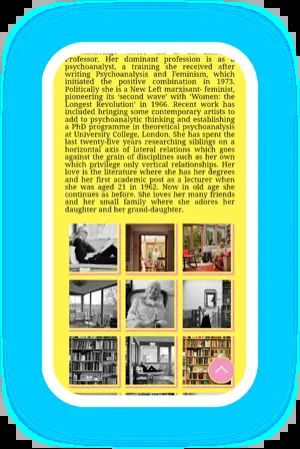 Professor. Her dominant profession is as a
psychoanalyst, a training she received after
writing Psychoanalysis and Feminism, which
initiated the positive combination in 1973.
Politically she is a New Left marxisant- feminist,
pioneering its 'second wave' with 'Women: the
Longest Revolution' in 1966. Recent work has
included bringing some contemporary artists to
add to psychoanalytic thinking and establishing
a PhD programme in theoretical psychoanalysis
at University College, London. She has spent the
last twenty-five years researching siblings on a
horizontal axis of lateral relations which goes
against the grain of disciplines such as her own
which privilege only vertical relationships. Her
love is the literature where she has her degrees
and her first academic post as a lecturer when
she was aged 21 in 1962. Now in old age she
continues as before. She loves her many friends
and her small family where she adores her
daughter and her grand-daughter.